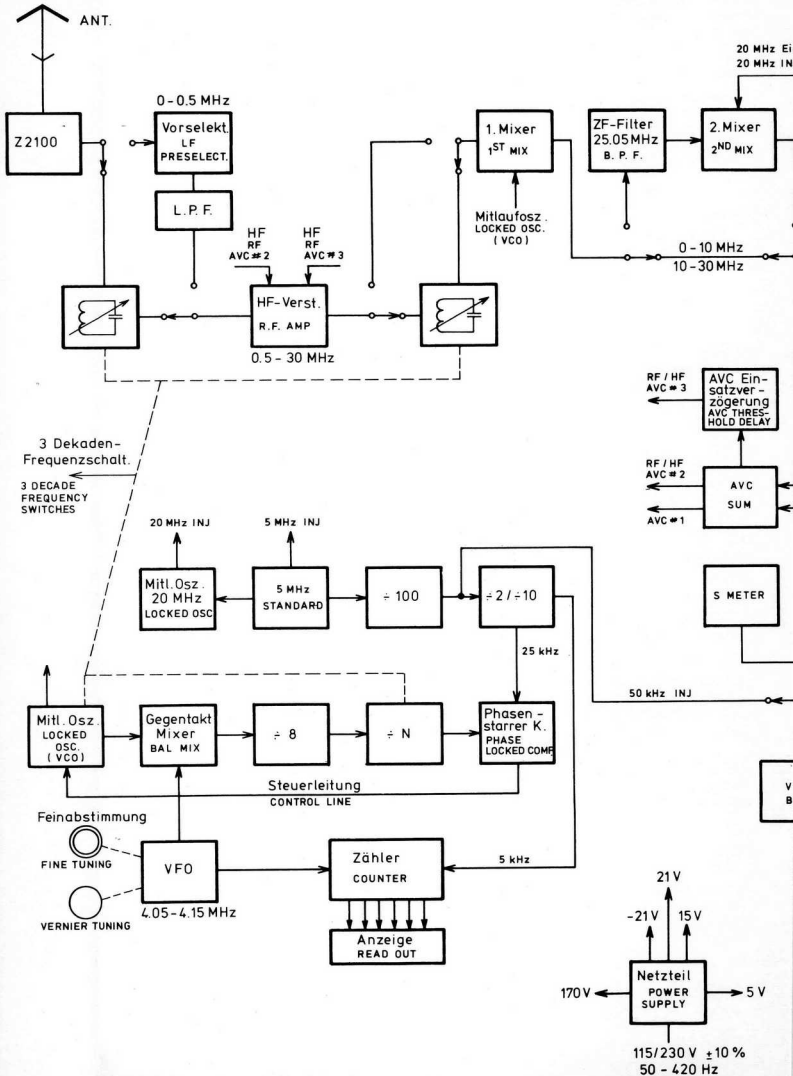 ANT.
Z2100
0-0.5 MHz
Vorselekt.
LF
PRESELECT.
L.P.F.
HF
RF
AVC#2
HF
RF
AVC#3
HF-Verst.
R.F. AMP
0.5-30 MHz
1. Mixer
1ST MIX
Mitlaufosz.
LOCKED OSC.
(VCO)
ZF-Filter
25.05 MHz
B. P. F.
20 MHz
20 MHz IN
2. Mixer
2ND MIX
0-10 MHz
10-30 MHz
RF / HF
AVC #3
AVC Ein-
satzver-
zögerung
AVC THRES-
HOLD DELAY
RF / HF
AVC #2
AVC #1
AVC
SUM
S METER
3 Dekaden-
Frequenzschalt.
3 DECADE
FREQUENCY
SWITCHES
20 MHz INJ
5 MHz INJ
Mitl.Osz.
20 MHz
LOCKED OSC
5 MHz
STANDARD
÷ 100
÷2 / ÷10
25 kHz
50 kHz INJ
Mitl. Osz.
LOCKED
OSC.
(VCO)
Gegentakt
Mixer
BAL MIX
÷ 8
÷ N
Phasen-
starrer K.
PHASE
LOCKED COMP.
Steuerleitung
CONTROL LINE
Feinabstimmung
FINE TUNING
VERNIER TUNING
VFO
4.05-4.15 MHz
Zähler
COUNTER
5 kHz
Anzeige
READ OUT
V
B
21 V
-21 V
15 V
170 V
Netzteil
POWER
SUPPLY
5 V
115/230 V ±10 %
50 - 420 Hz